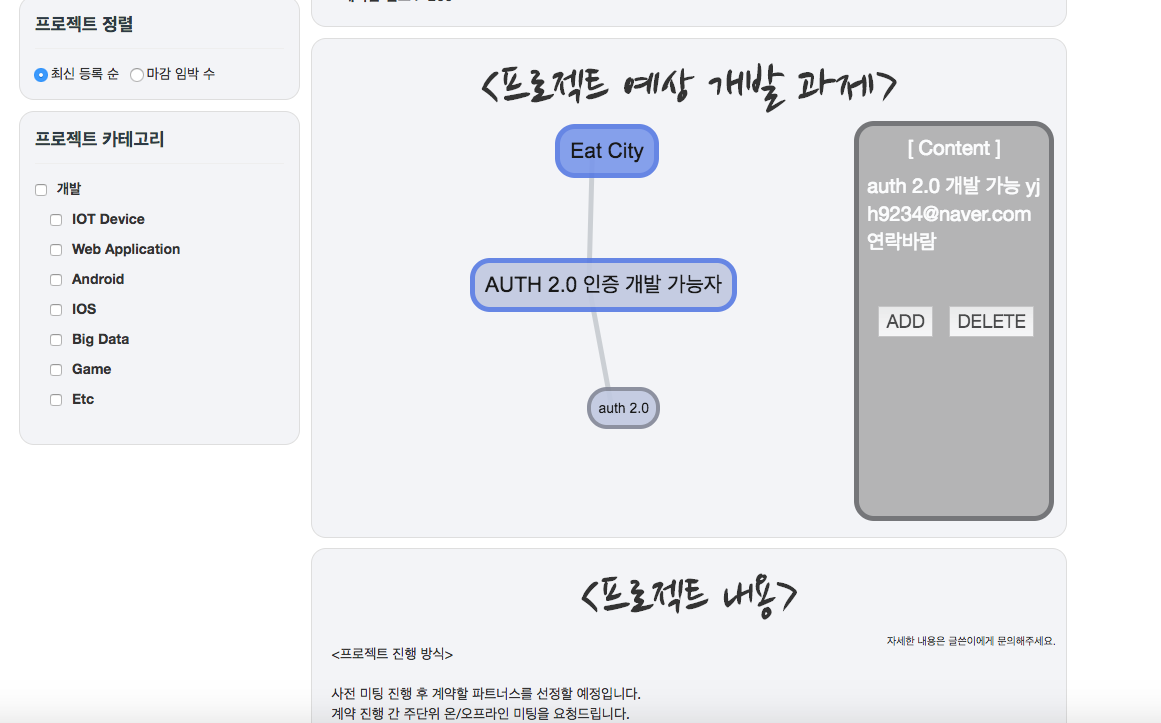 프로젝트 정렬
최신 등록 순 마감 임박 수
프로젝트 카테고리
개발
IOT Device
Web Application
Android
IOS
Big Data
Game
Etc
<프로젝트 예상 개발 과제>
Eat City
AUTH 2.0 인증 개발 가능자
auth 2.0
[ Content ]
auth 2.0 개발 가능 yj
h9234@naver.com
연락바람
ADD DELETE
<프로젝트 내용>
자세한 내용은 글쓴이에게 문의해주세요.
<프로젝트 진행 방식>
사전 미팅 진행 후 계약할 파트너스를 선정할 예정입니다.
계약 진행 간 주단위 온/오프라인 미팅을 요청드립니다.